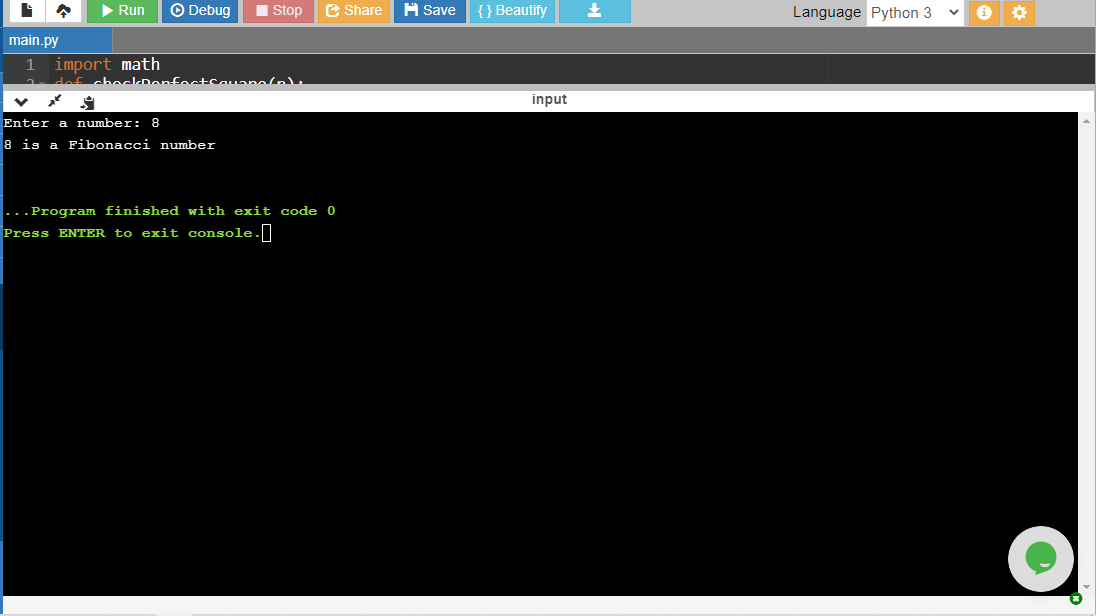 Run Debug Stop Share Save { } Beautify Language Python 3
main.py
1 import math
2 def checkPerfectSquare(n):
input
Enter a number: 8
8 is a Fibonacci number
...Program finished with exit code 0
Press ENTER to exit console.